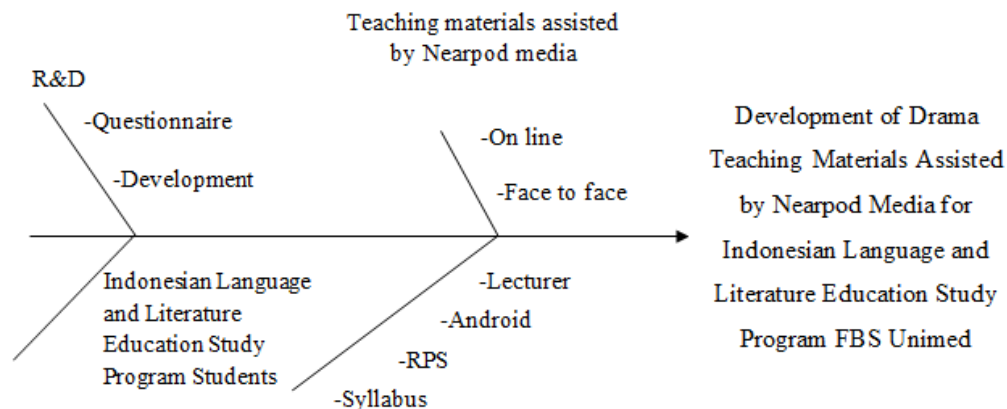 Teaching materials assisted
by Nearpod media
R&D
-Questionnaire
-Development
-On line
-Face to face
Indonesian Language
and Literature
Education Study
Program Students
-Lecturer
-Android
-RPS
-Syllabus
Development of Drama
Teaching Materials Assisted
by Nearpod Media for
Indonesian Language and
Literature Education Study
Program FBS Unimed